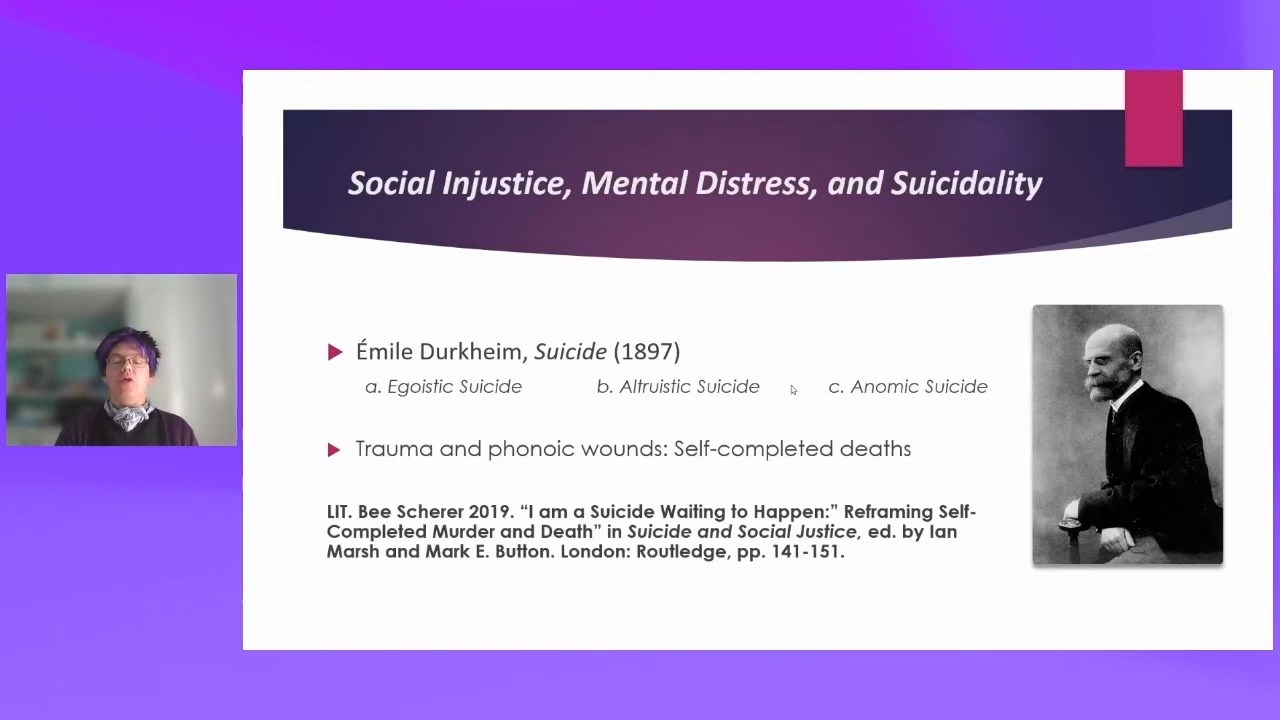 Social Injustice, Mental Distress, and Suicidality
Émile Durkheim, Suicide (1897)
a. Egoistic Suicide b. Altruistic Suicide c. Anomic Suicide
Trauma and phonoic wounds: Self-completed deaths
LIT. Bee Scherer 2019. “I am a Suicide Waiting to Happen:” Reframing Self-
Completed Murder and Death” in Suicide and Social Justice, ed. by Ian
Marsh and Mark E. Button. London: Routledge, pp. 141-151.